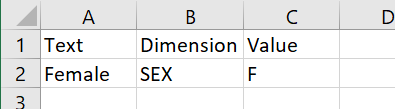 A B C D
1 Text Dimension Value
2 Female SEX F
3